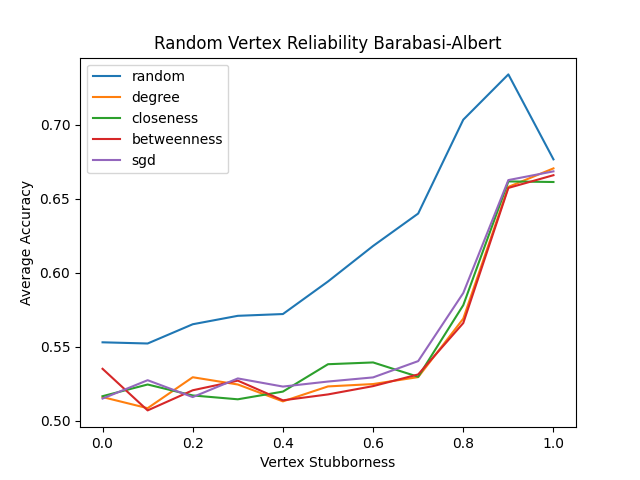 Random Vertex Reliability Barabasi-Albert
random
degree
closeness
betweenness
sgd
Average Accuracy
0.70
0.65
0.60
0.55
0.50
0.0 0.2 0.4 0.6 0.8 1.0
Vertex Stubborness